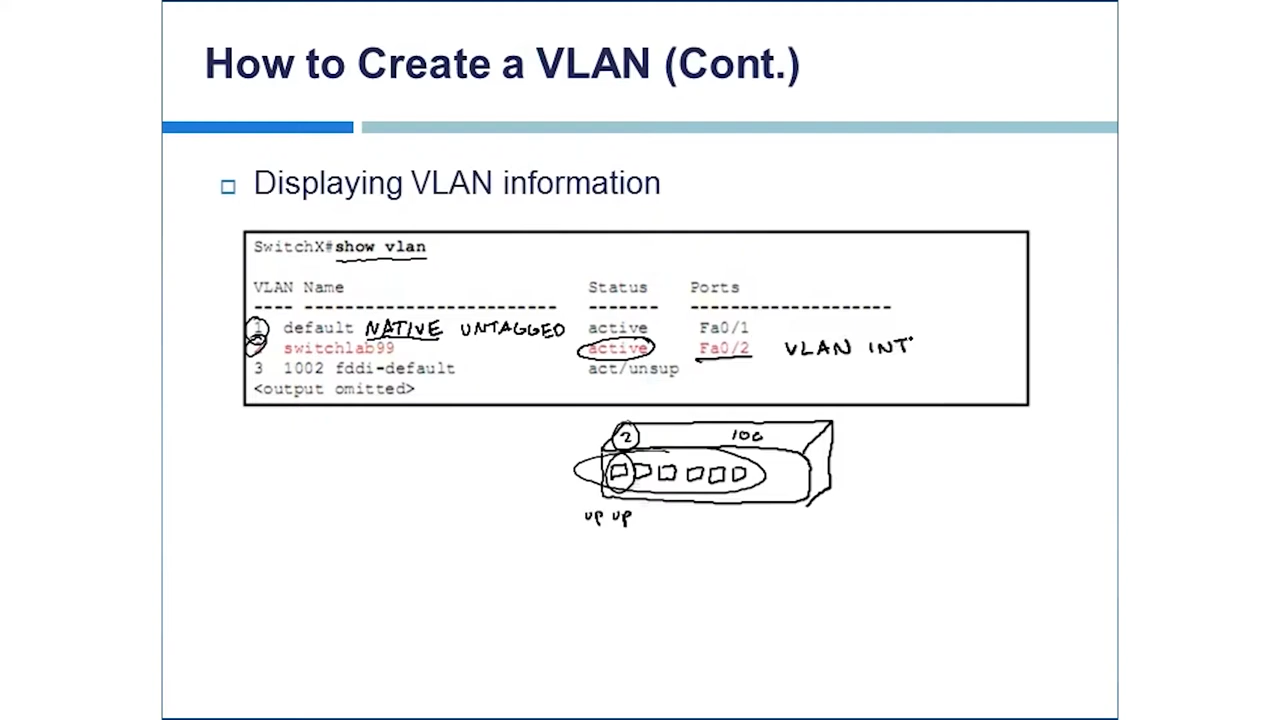 How to Create a VLAN (Cont.)
Displaying VLAN information
SwitchX#show vlan
VLAN Name Status Ports
---- ------------------------- ------- --------------------
1 default NATIVE UNTAGGED active Fa0/1
2 switchlab99 active Fa0/2 VLAN INT
3 1002 fddi-default act/unsup
<output omitted>
2 100
up up